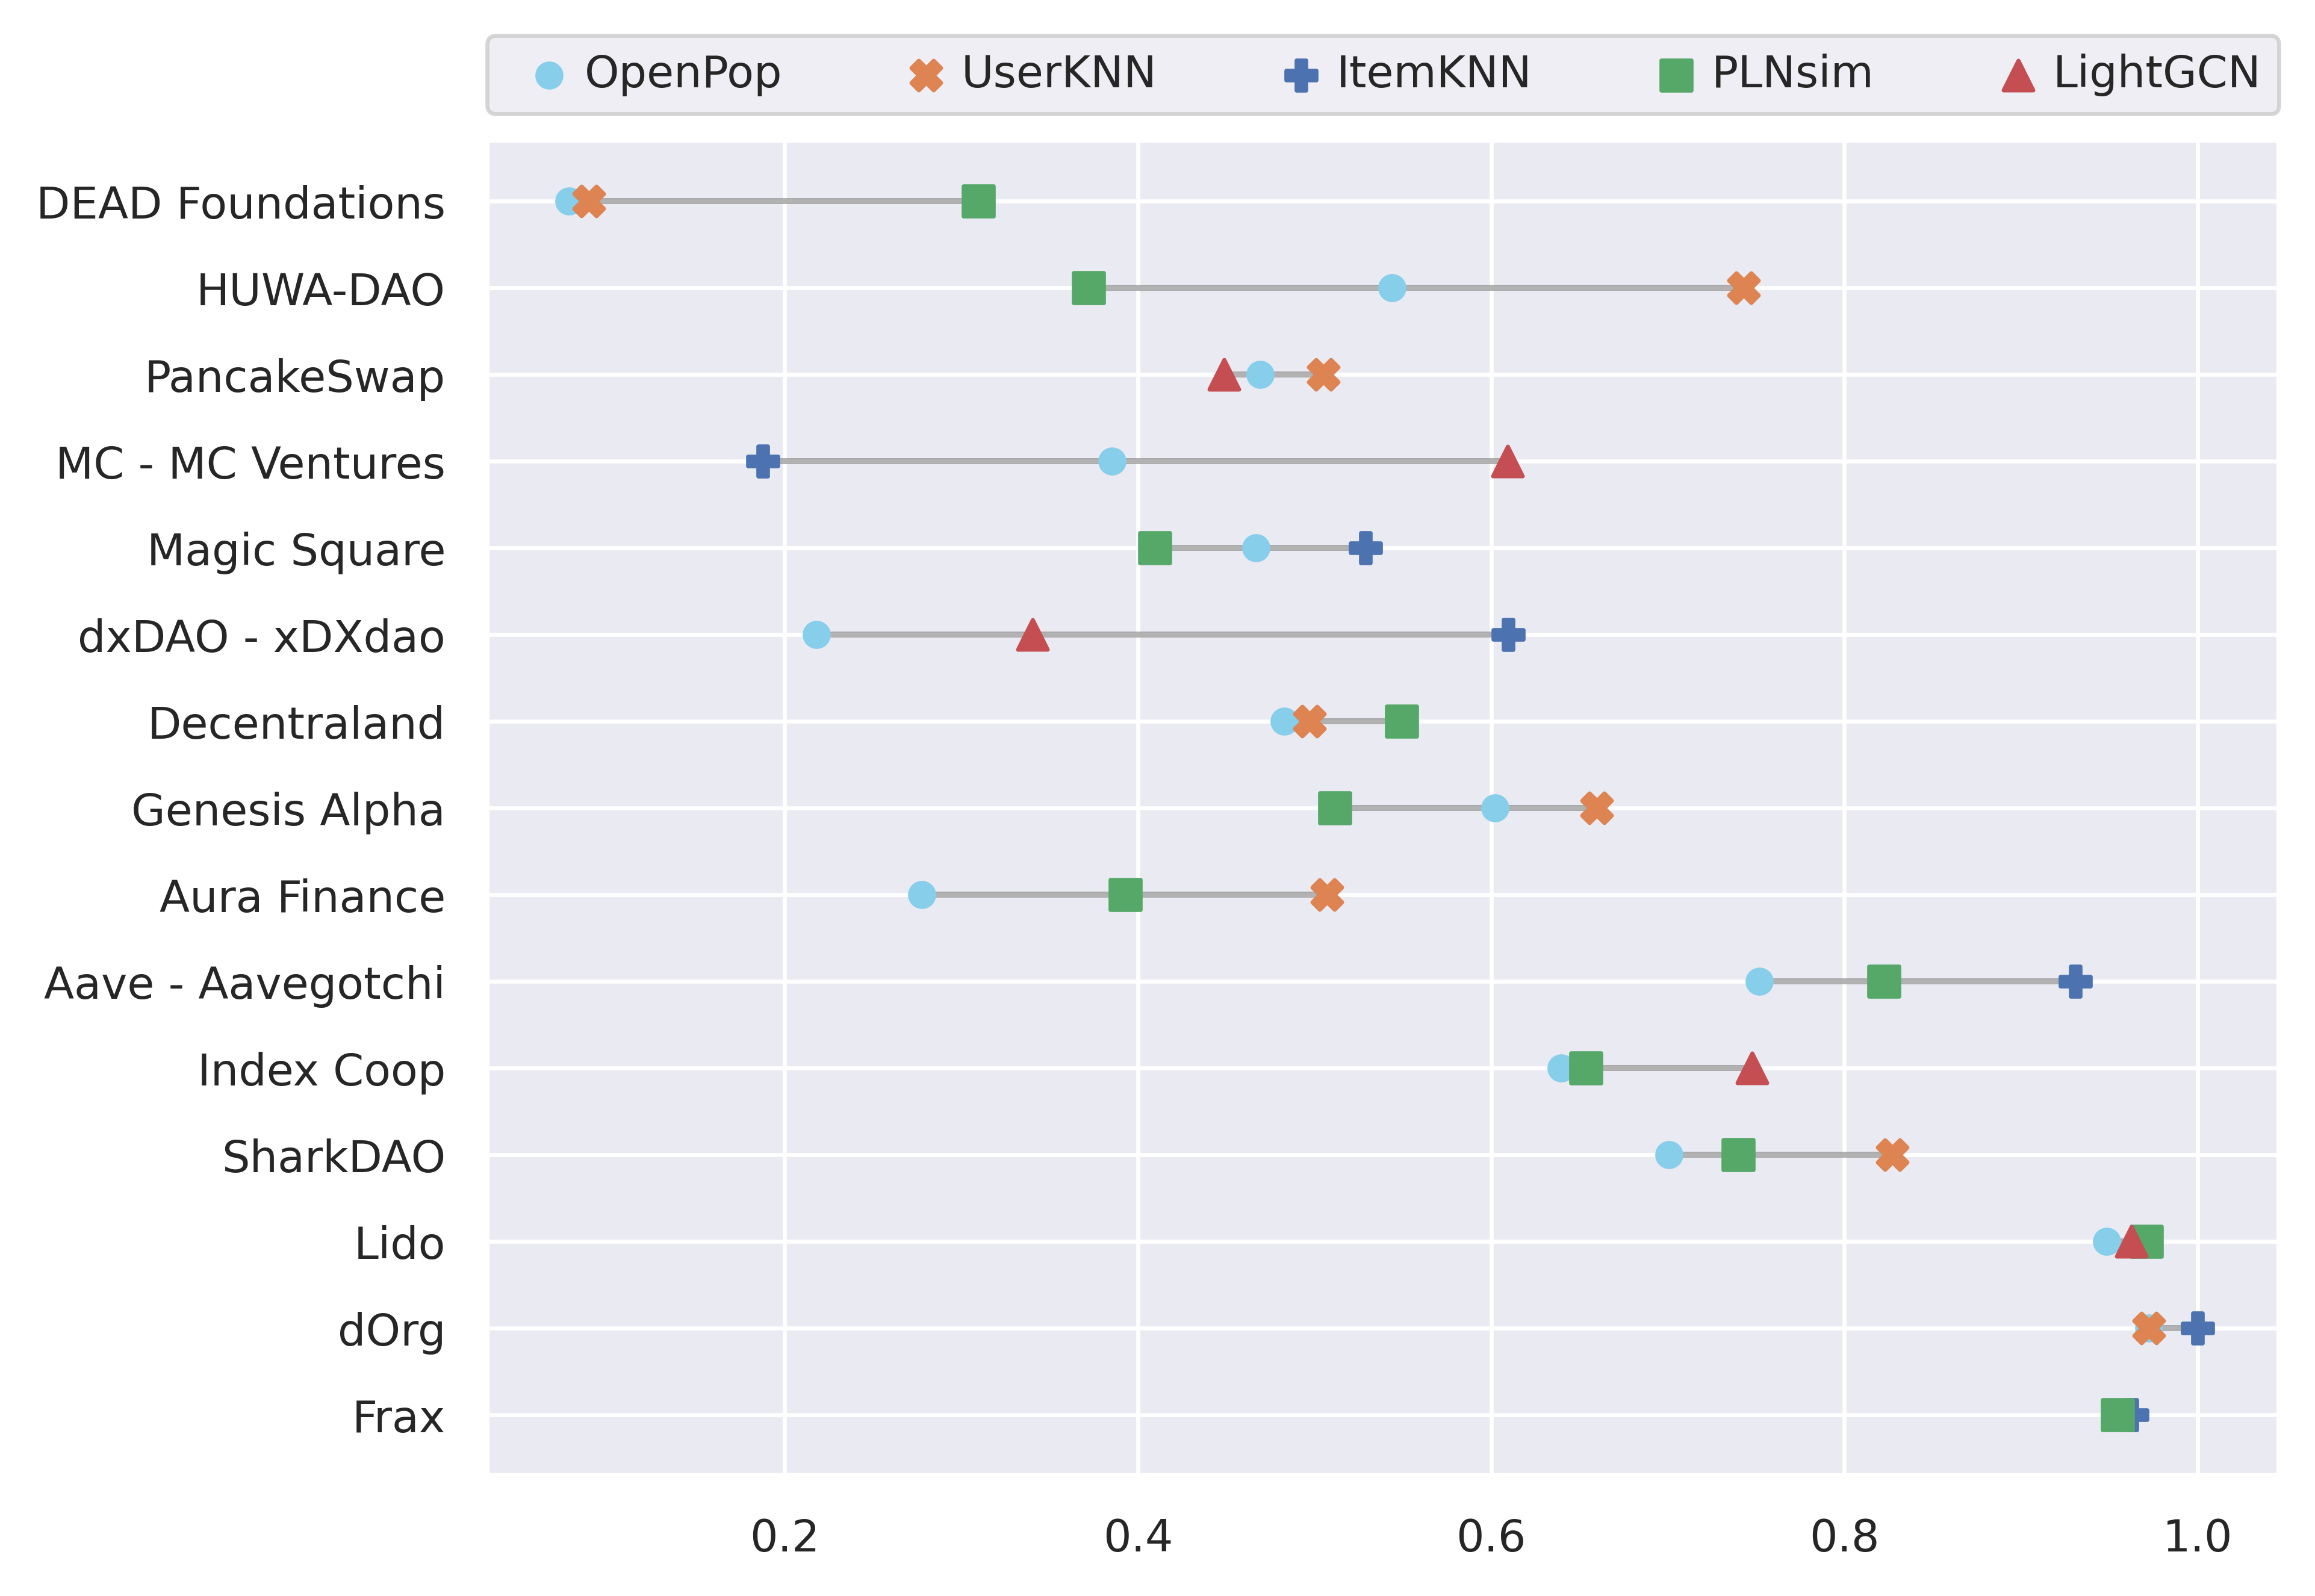 OpenPop UserKNN ItemKNN PLNsim LightGCN
DEAD Foundations
HUWA-DAO
PancakeSwap
MC - MC Ventures
Magic Square
dxDAO - xDXdao
Decentraland
Genesis Alpha
Aura Finance
Aave - Aavegotchi
Index Coop
SharkDAO
Lido
dOrg
Frax
0.2 0.4 0.6 0.8 1.0